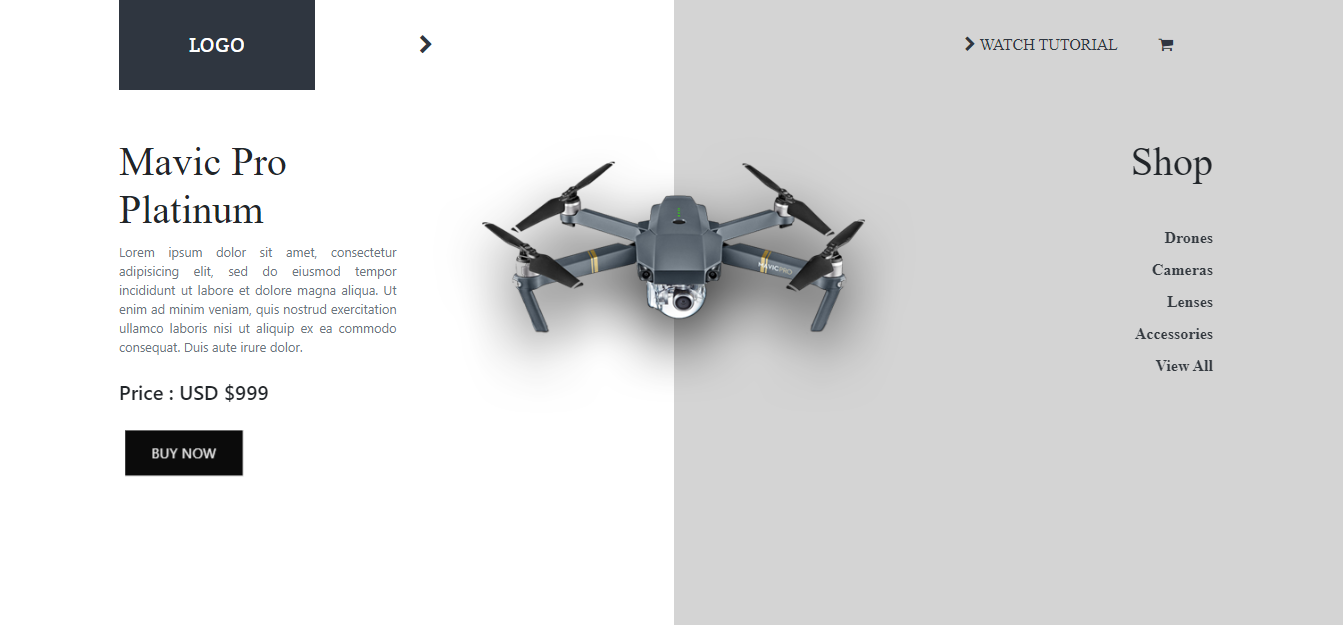 LOGO
WATCH TUTORIAL
Mavic Pro
Platinum
Lorem ipsum dolor sit amet, consectetur
adipisicing elit, sed do eiusmod tempor
incididunt ut labore et dolore magna aliqua. Ut
enim ad minim veniam, quis nostrud exercitation
ullamco laboris nisi ut aliquip ex ea commodo
consequat. Duis aute irure dolor.
Price : USD $999
BUY NOW
MAVIC PRO
Shop
Drones
Cameras
Lenses
Accessories
View All